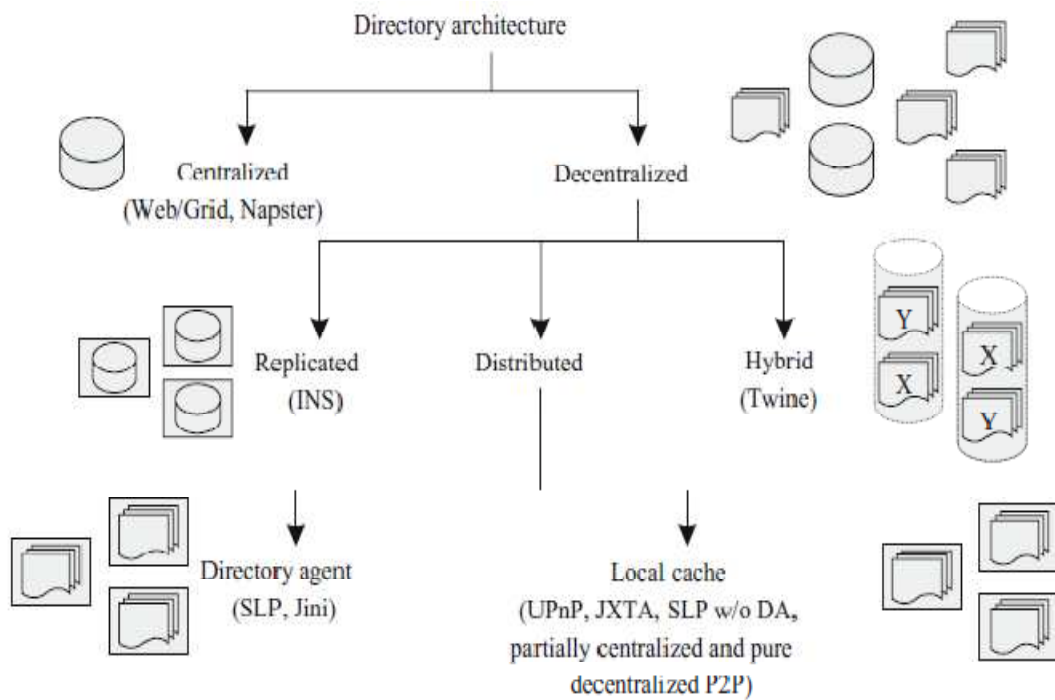 Directory architecture
Centralized
(Web/Grid, Napster)
Decentralized
Replicated
(INS)
Distributed
Hybrid
(Twine)
Y
X
X
Y
Directory agent
(SLP, Jini)
Local cache
(UPnP, JXTA, SLP w/o DA,
partially centralized and pure
decentralized P2P)